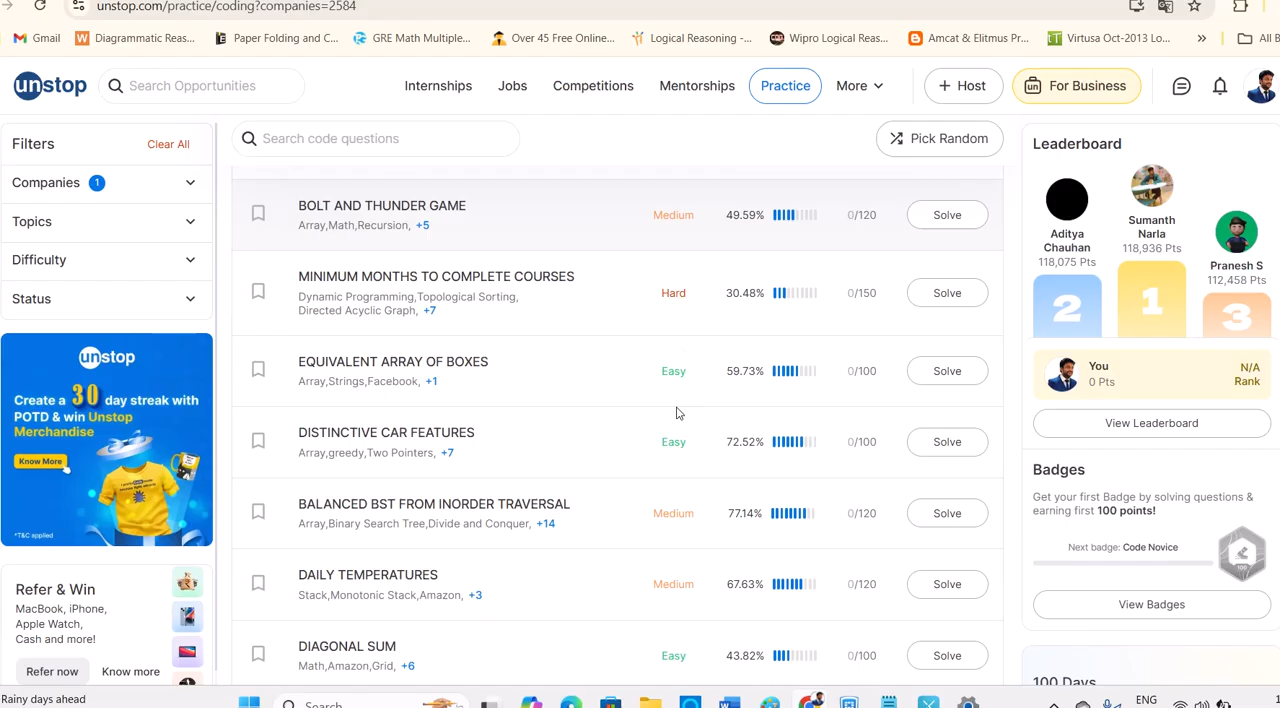 unstop.com/practice/coding?companies=2584
Gmail
Diagrammatic Reas...
Paper Folding and C...
GRE Math Multiple...
Over 45 Free Online...
Logical Reasoning -...
Wipro Logical Reas...
Amcat & Elitmus Pr...
Virtusa Oct-2013 Lo...
»
All B
unstop
Search Opportunities
Internships
Jobs
Competitions
Mentorships
Practice
More
+ Host
un
For Business
Filters
Clear All
Companies 1
Topics
Difficulty
Status
unstop
Create a 30 day streak with
POTD & win Unstop
Merchandise
Know More
*T&C applied
Refer & Win
MacBook, iPhone,
Apple Watch,
Cash and more!
Refer now
Know more
Search code questions
Pick Random
BOLT AND THUNDER GAME
Array,Math,Recursion, +5
Medium
49.59%
0/120
Solve
MINIMUM MONTHS TO COMPLETE COURSES
Dynamic Programming,Topological Sorting,
Directed Acyclic Graph, +7
Hard
30.48%
0/150
Solve
EQUIVALENT ARRAY OF BOXES
Array,Strings,Facebook, +1
Easy
59.73%
0/100
Solve
DISTINCTIVE CAR FEATURES
Array,greedy,Two Pointers, +7
Easy
72.52%
0/100
Solve
BALANCED BST FROM INORDER TRAVERSAL
Array,Binary Search Tree,Divide and Conquer, +14
Medium
77.14%
0/120
Solve
DAILY TEMPERATURES
Stack,Monotonic Stack,Amazon, +3
Medium
67.63%
0/120
Solve
DIAGONAL SUM
Math,Amazon,Grid, +6
Easy
43.82%
0/100
Solve
Leaderboard
Aditya
Chauhan
118,075 Pts
2
Sumanth
Narla
118,936 Pts
1
Pranesh S
112,458 Pts
3
You
0 Pts
N/A
Rank
View Leaderboard
Badges
Get your first Badge by solving questions &
earning first 100 points!
Next badge: Code Novice
100
View Badges
100 Days
Rainy days ahead
Search
ENG